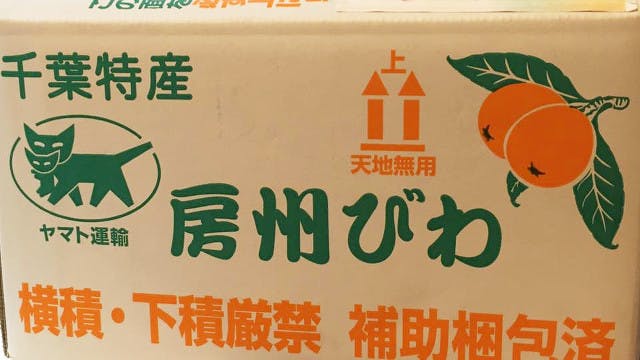 千葉特産
上
天地無用
ヤマト運輸
房州びわ
横積・下積厳禁 補助梱包済